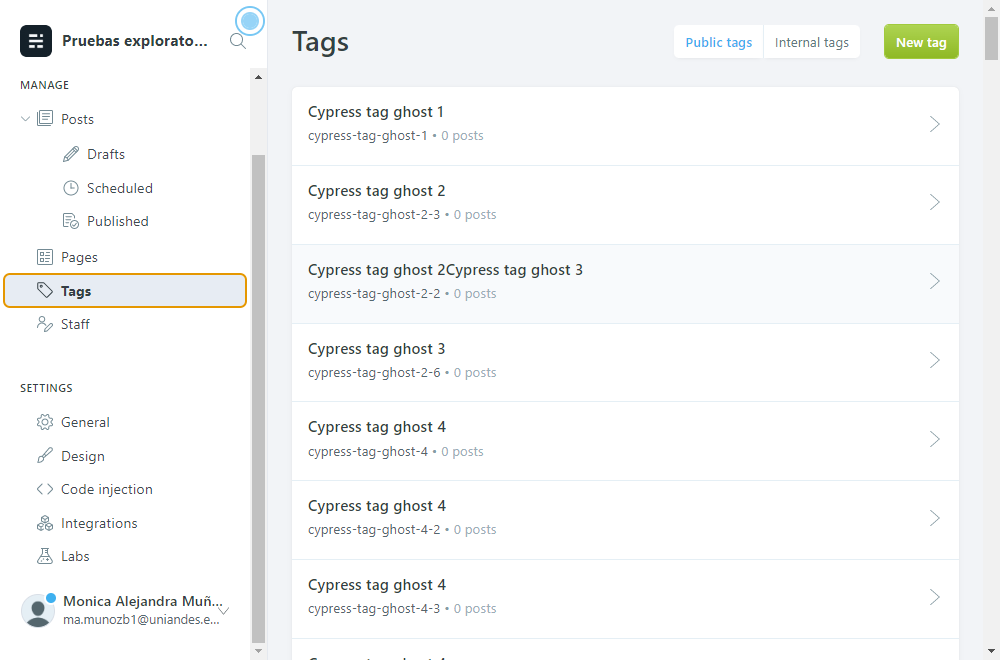 Pruebas explorato...
MANAGE
Posts
Drafts
Scheduled
Published
Pages
Tags
Staff
SETTINGS
General
Design
Code injection
Integrations
Labs
Monica Alejandra Muñ...
ma.munozb1@uniandes.e...
Tags
Public tags
Internal tags
New tag
Cypress tag ghost 1
cypress-tag-ghost-1 • 0 posts
Cypress tag ghost 2
cypress-tag-ghost-2-3 • 0 posts
Cypress tag ghost 2Cypress tag ghost 3
cypress-tag-ghost-2-2 • 0 posts
Cypress tag ghost 3
cypress-tag-ghost-2-6 • 0 posts
Cypress tag ghost 4
cypress-tag-ghost-4 • 0 posts
Cypress tag ghost 4
cypress-tag-ghost-4-2 • 0 posts
Cypress tag ghost 4
cypress-tag-ghost-4-3 • 0 posts